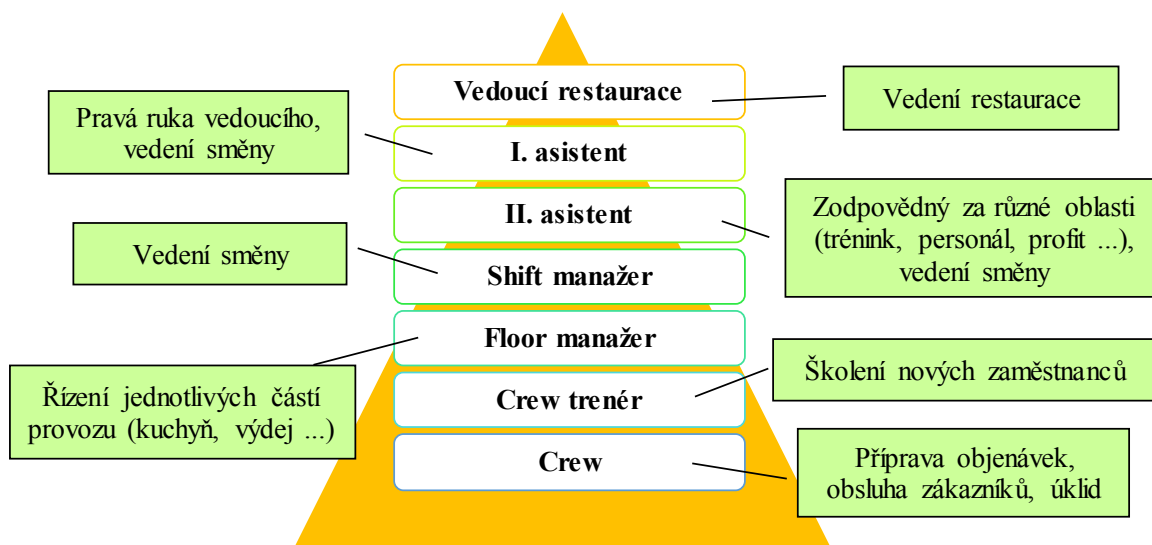 Vedoucí restaurace
Vedení restaurace
Pravá ruka vedoucího,
vedení směny
I. asistent
II. asistent
Zodpovědný za různé oblasti
(trénink, personál, profit ...),
vedení směny
Vedení směny
Shift manažer
Floor manažer
Řízení jednotlivých částí
provozu (kuchyň, výdej ...)
Školení nových zaměstnanců
Crew trenér
Crew
Příprava objenávek,
obsluha zákazníků, úklid